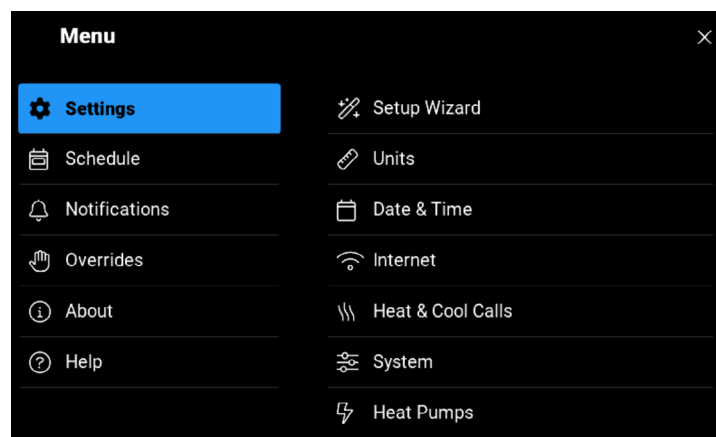 Menu
Settings
Schedule
Notifications
Overrides
About
Help
Setup Wizard
Units
Date & Time
Internet
Heat & Cool Calls
System
Heat Pumps